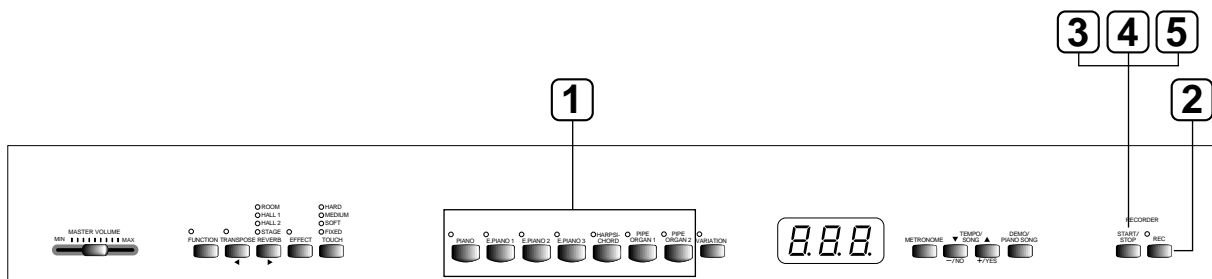 3 4 5
1
2
MASTER VOLUME
MIN MAX
ROOM
HALL 1
HALL 2
STAGE
HARD
MEDIUM
SOFT
FIXED
FUNCTION TRANSPOSE REVERB EFFECT TOUCH
◀ ▶
PIANO E.PIANO 1 E.PIANO 2 E.PIANO 3 HARPSI-
CHORD PIPE
ORGAN 1 PIPE
ORGAN 2 VARIATION
8.8.8.
METRONOME ▼ TEMPO/
SONG ▲ DEMO/
PIANO SONG
–/NO +/YES
RECORDER
START/
STOP REC